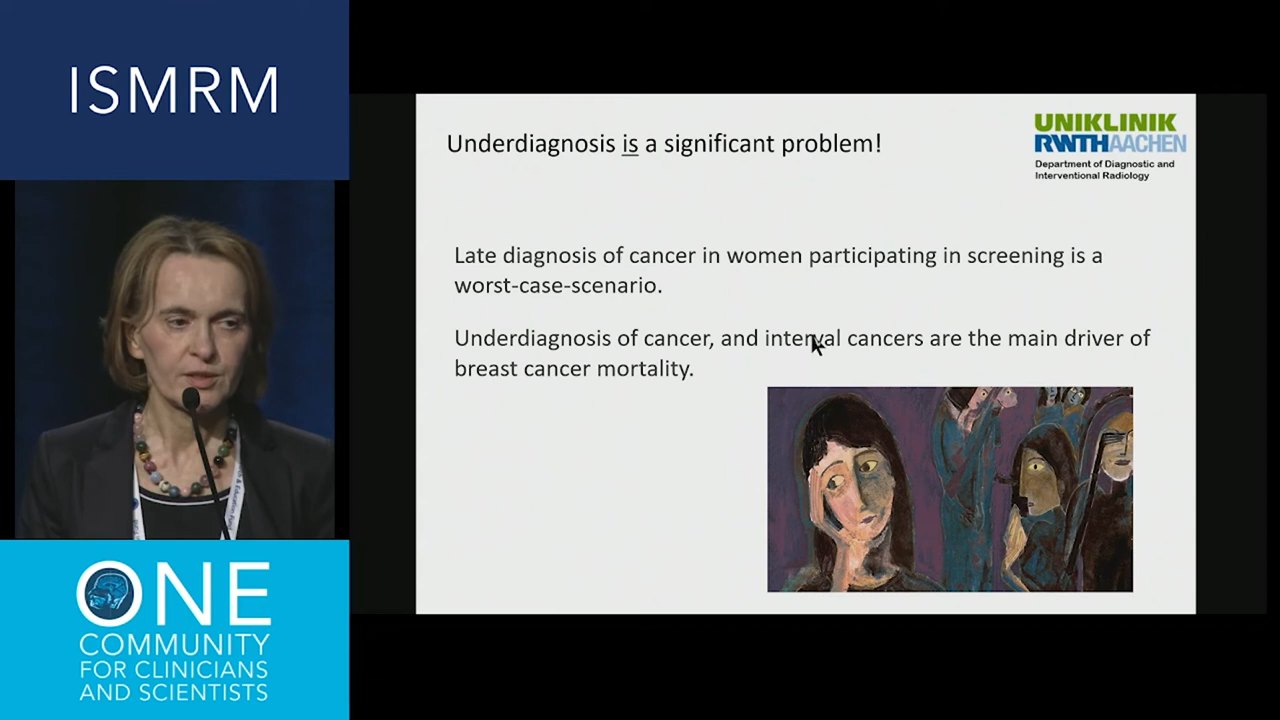 ISMRM
Underdiagnosis is a significant problem!
UNIKLINIK
RWTHAACHEN
Department of Diagnostic and
Interventional Radiology
Late diagnosis of cancer in women participating in screening is a
worst-case-scenario.
Underdiagnosis of cancer, and interval cancers are the main driver of
breast cancer mortality.
ONE
COMMUNITY
FOR CLINICIANS
AND SCIENTISTS